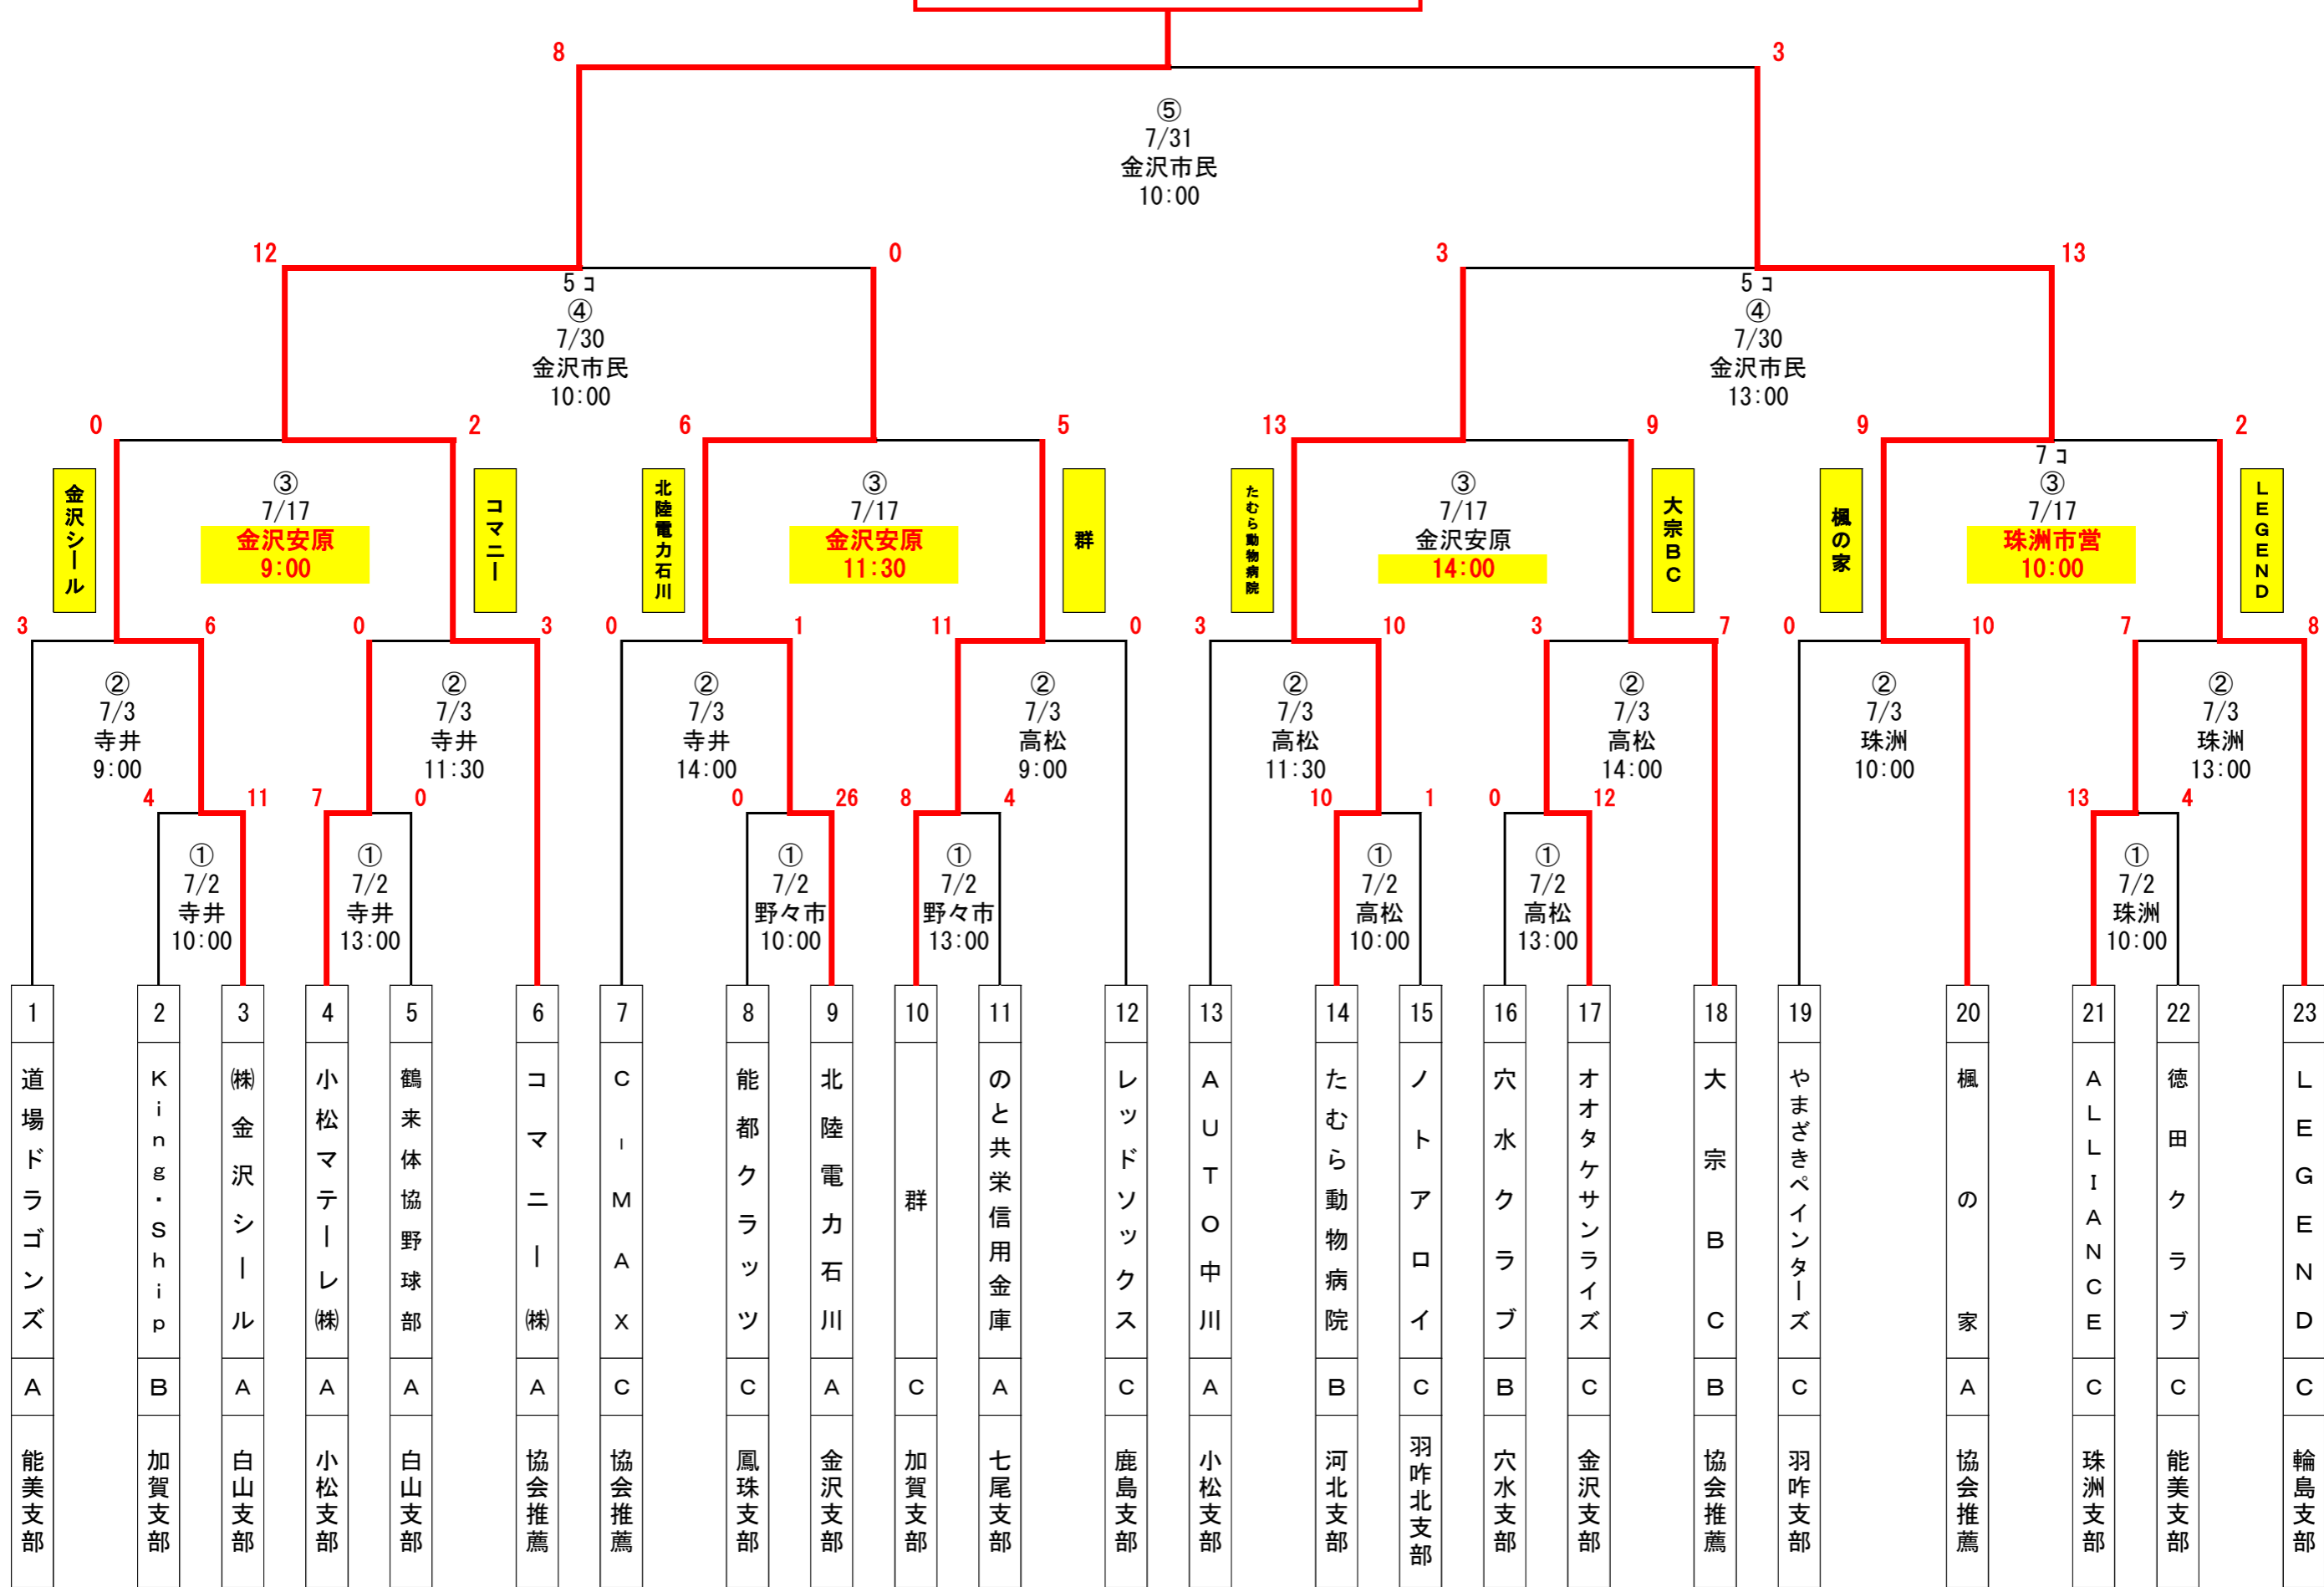 8 3
⑤
7/31
金沢市民
10:00
12 0 3 13
5コ 5コ
④ ④
7/30 7/30
金沢市民 金沢市民
10:00 13:00
0 2 6 5 13 9 9 2
7コ
金沢シール
③
7/17
金沢安原
9:00
コマニー
北陸電力石川
③
7/17
金沢安原
11:30
群
たむら動物病院
③
7/17
金沢安原
14:00
大宗BC
楓の家
③
7/17
珠洲市営
10:00
LEGEND
3 6 0 3 0 1 11 0 3 10 3 7 0 10 7 8
② ② ② ② ② ② ② ②
7/3 7/3 7/3 7/3 7/3 7/3 7/3 7/3
寺井 寺井 寺井 高松 高松 高松 珠洲 珠洲
9:00 11:30 14:00 9:00 11:30 14:00 10:00 13:00
4 11 7 0 0 26 8 4 10 1 0 12 13 4
① ① ① ① ① ① ①
7/2 7/2 7/2 7/2 7/2 7/2 7/2
寺井 寺井 野々市 野々市 高松 高松 珠洲
10:00 13:00 10:00 13:00 10:00 13:00 10:00
1 2 3 4 5 6 7 8 9 10 11 12 13 14 15 16 17 18 19 20 21 22 23
道場ドラゴンズ
King・Ship
㈱金沢シール
小松マテーレ㈱
鶴来体協野球部
コマニー㈱
C-MAX
能都クラッツ
北陸電力石川
群
のと共栄信用金庫
レッドソックス
AUTO中川
たむら動物病院
ノトアロイ
穴水クラブ
オオタケサンライズ
大宗BC
やまざきペインターズ
楓の家
ALLIANCE
徳田クラブ
LEGEND
A B A A A A C C A C A C A B C B C B C A C C C
能美支部
加賀支部
白山支部
小松支部
白山支部
協会推薦
協会推薦
鳳珠支部
金沢支部
加賀支部
七尾支部
鹿島支部
小松支部
河北支部
羽咋北支部
穴水支部
金沢支部
協会推薦
羽咋支部
協会推薦
珠洲支部
能美支部
輪島支部